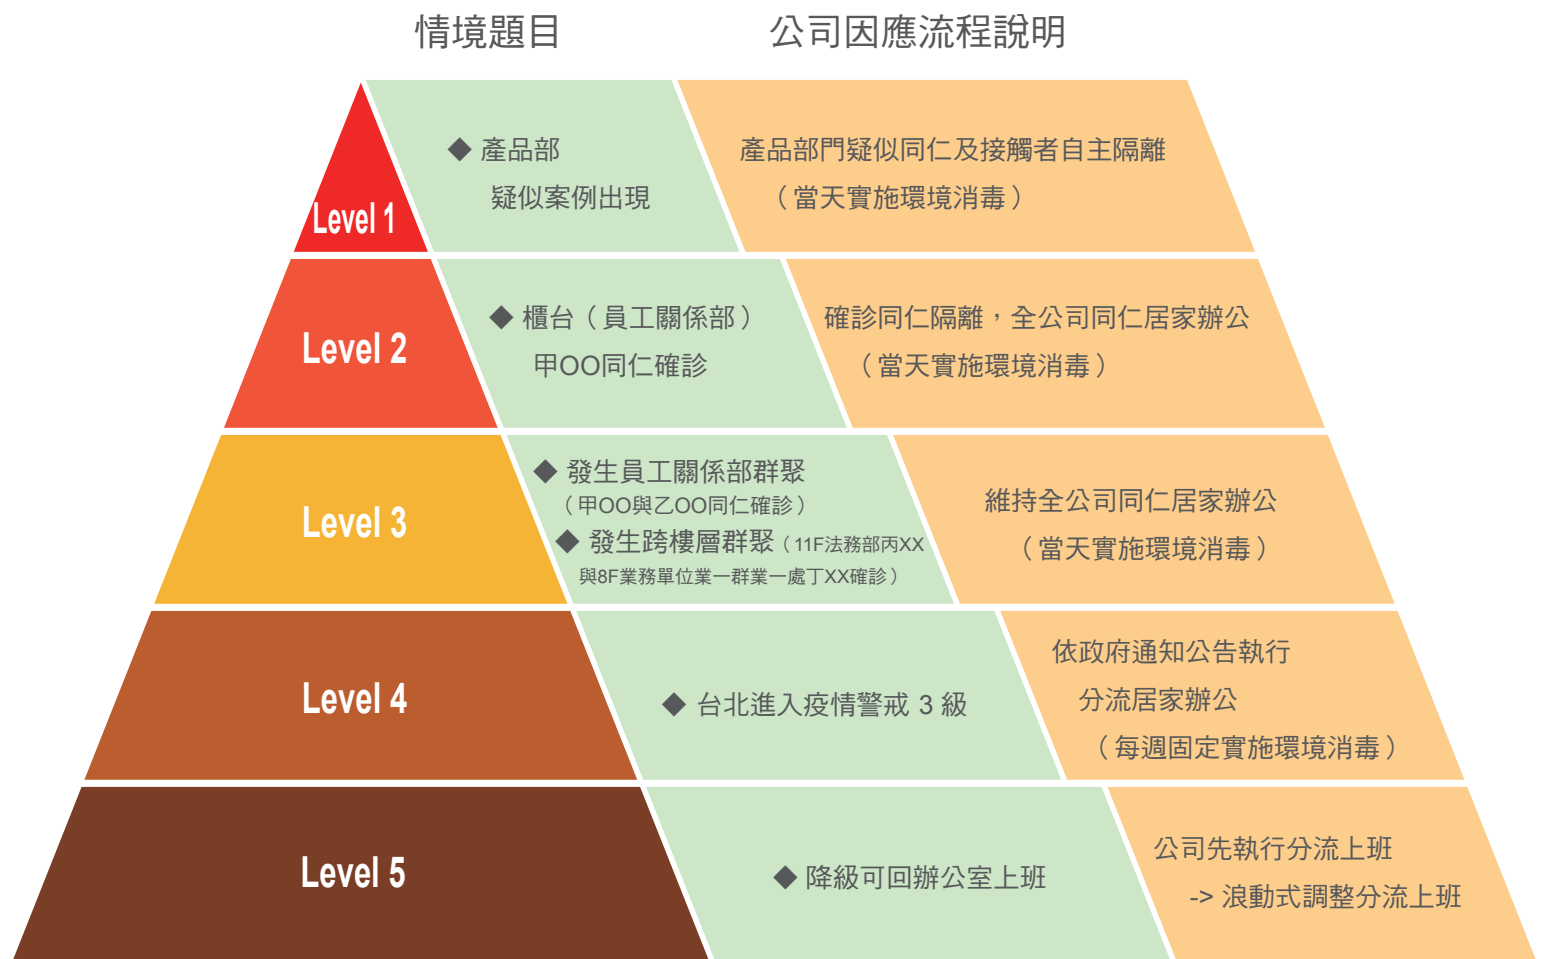 情境題目
公司因應流程說明
Level 1
◆ 產品部
疑似案例出現
產品部門疑似同仁及接觸者自主隔離
（當天實施環境消毒）
Level 2
◆ 櫃台（員工關係部）
甲OO同仁確診
確診同仁隔離，全公司同仁居家辦公
（當天實施環境消毒）
Level 3
◆ 發生員工關係部群聚
（甲OO與乙OO同仁確診）
◆ 發生跨樓層群聚（11F法務部丙XX
與8F業務單位業一群業一處丁XX確診）
維持全公司同仁居家辦公
（當天實施環境消毒）
Level 4
◆ 台北進入疫情警戒 3 級
依政府通知公告執行
分流居家辦公
（每週固定實施環境消毒）
Level 5
◆ 降級可回辦公室上班
公司先執行分流上班
-> 浪動式調整分流上班